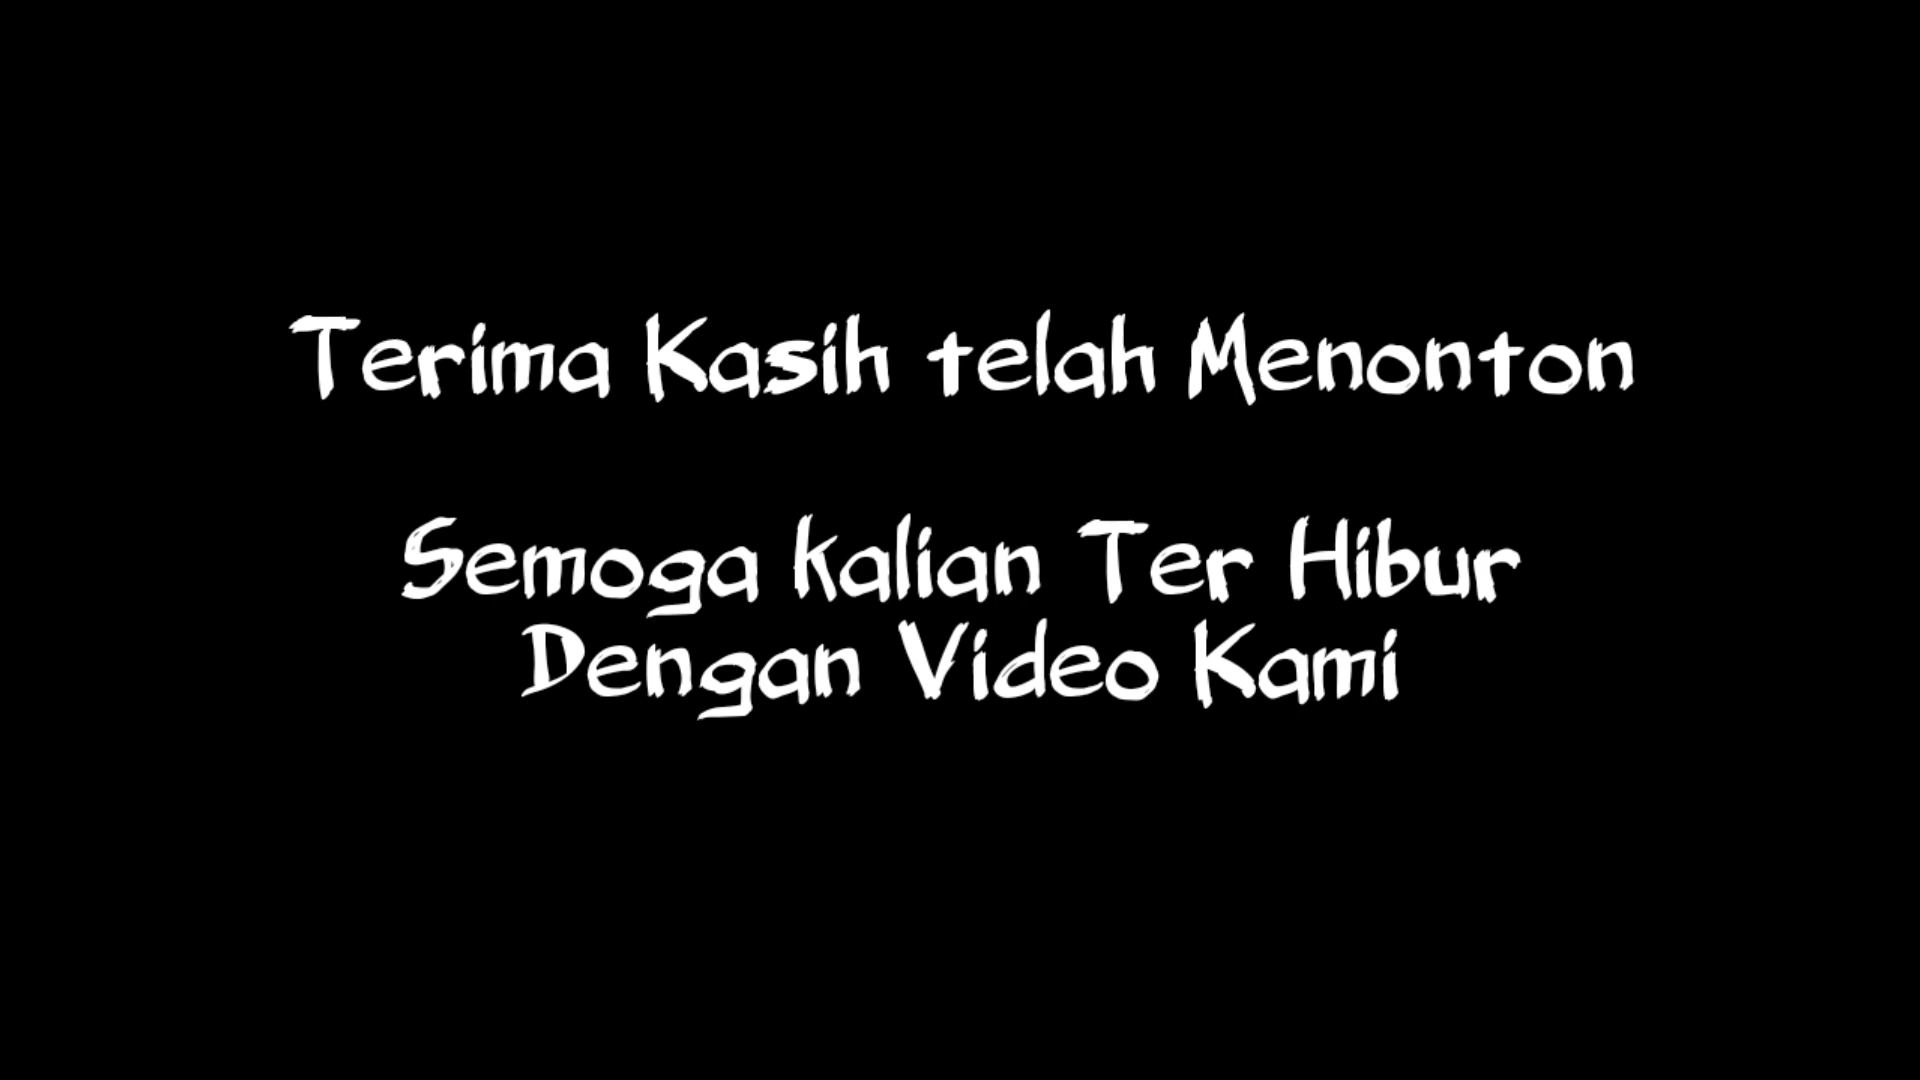 Terima Kasih telah Menonton
Semoga kalian Ter Hibur
Dengan Video Kami